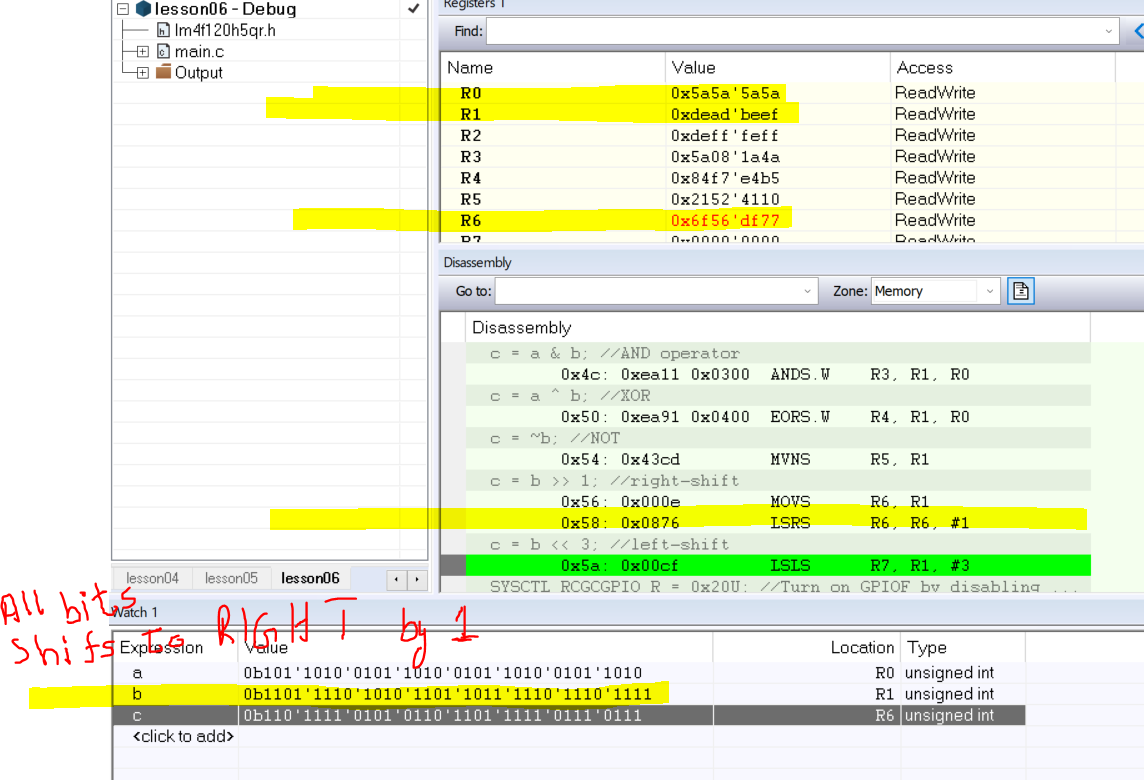 lesson06 - Debug
Registers 1
lm4f120h5qr.h
main.c
Output
Find:
Name Value Access
R0 0x5a5a'5a5a ReadWrite
R1 0xdead'beef ReadWrite
R2 0xdeff'feff ReadWrite
R3 0x5a08'1a4a ReadWrite
R4 0x84f7'e4b5 ReadWrite
R5 0x2152'4110 ReadWrite
R6 0x6f56'df77 ReadWrite
R7 0x0000'0000 ReadWrite
Disassembly
Go to: Zone: Memory
Disassembly
c = a & b; //AND operator
0x4c: 0xea11 0x0300 ANDS.W R3, R1, R0
c = a ^ b; //XOR
0x50: 0xea91 0x0400 EORS.W R4, R1, R0
c = ~b; //NOT
0x54: 0x43cd MVNS R5, R1
c = b >> 1; //right-shift
0x56: 0x000e MOVS R6, R1
0x58: 0x0876 LSRS R6, R6, #1
c = b << 3; //left-shift
0x5a: 0x00cf LSLS R7, R1, #3
SYSCTL_RCGCGPIO_R = 0x20U; //Turn on GPIOF by disabling ...
lesson04 lesson05 lesson06
All bits
shifs to RIGHT by 1
Watch 1
Expression Value Location Type
a 0b101'1010'0101'1010'0101'1010'0101'1010 R0 unsigned int
b 0b1101'1110'1010'1101'1011'1110'1110'1111 R1 unsigned int
c 0b110'1111'0101'0110'1101'1111'0111'0111 R6 unsigned int
<click to add>